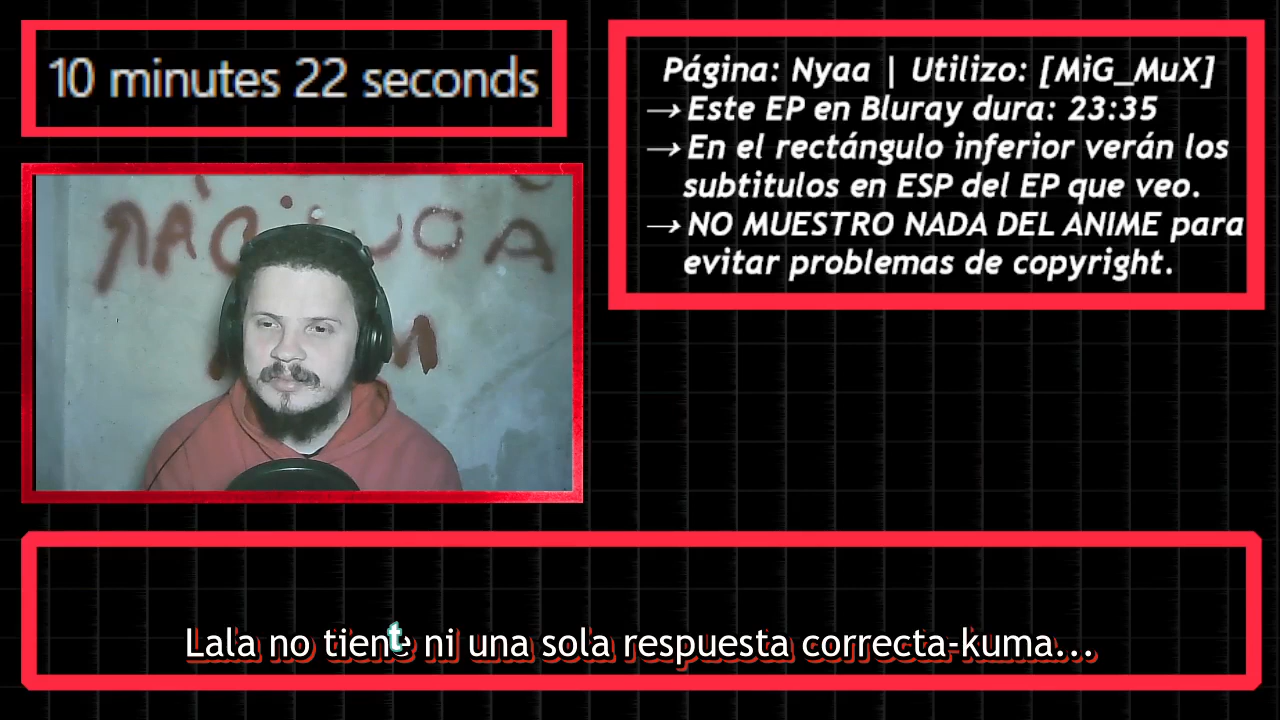 10 minutes 22 seconds
Página: Nyaa | Utilizo: [MiG_MuX]
→ Este EP en Bluray dura: 23:35
→ En el rectángulo inferior verán los
subtitulos en ESP del EP que veo.
→ NO MUESTRO NADA DEL ANIME para
evitar problemas de copyright.
Lala no tiene ni una sola respuesta correcta-kuma...